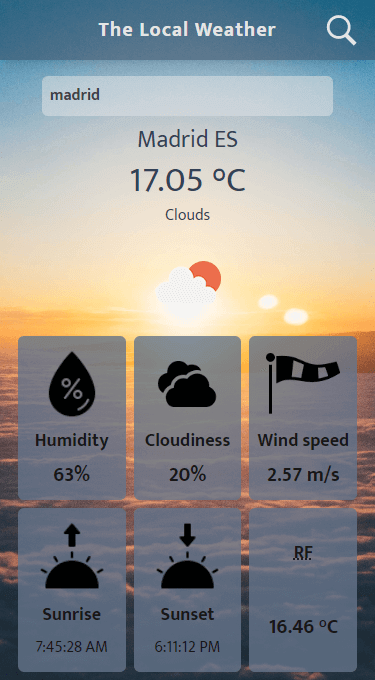 The Local Weather
madrid
Madrid ES
17.05 ºC
Clouds
%
Humidity
63%
Cloudiness
20%
Wind speed
2.57 m/s
Sunrise
7:45:28 AM
Sunset
6:11:12 PM
RF
16.46 ºC